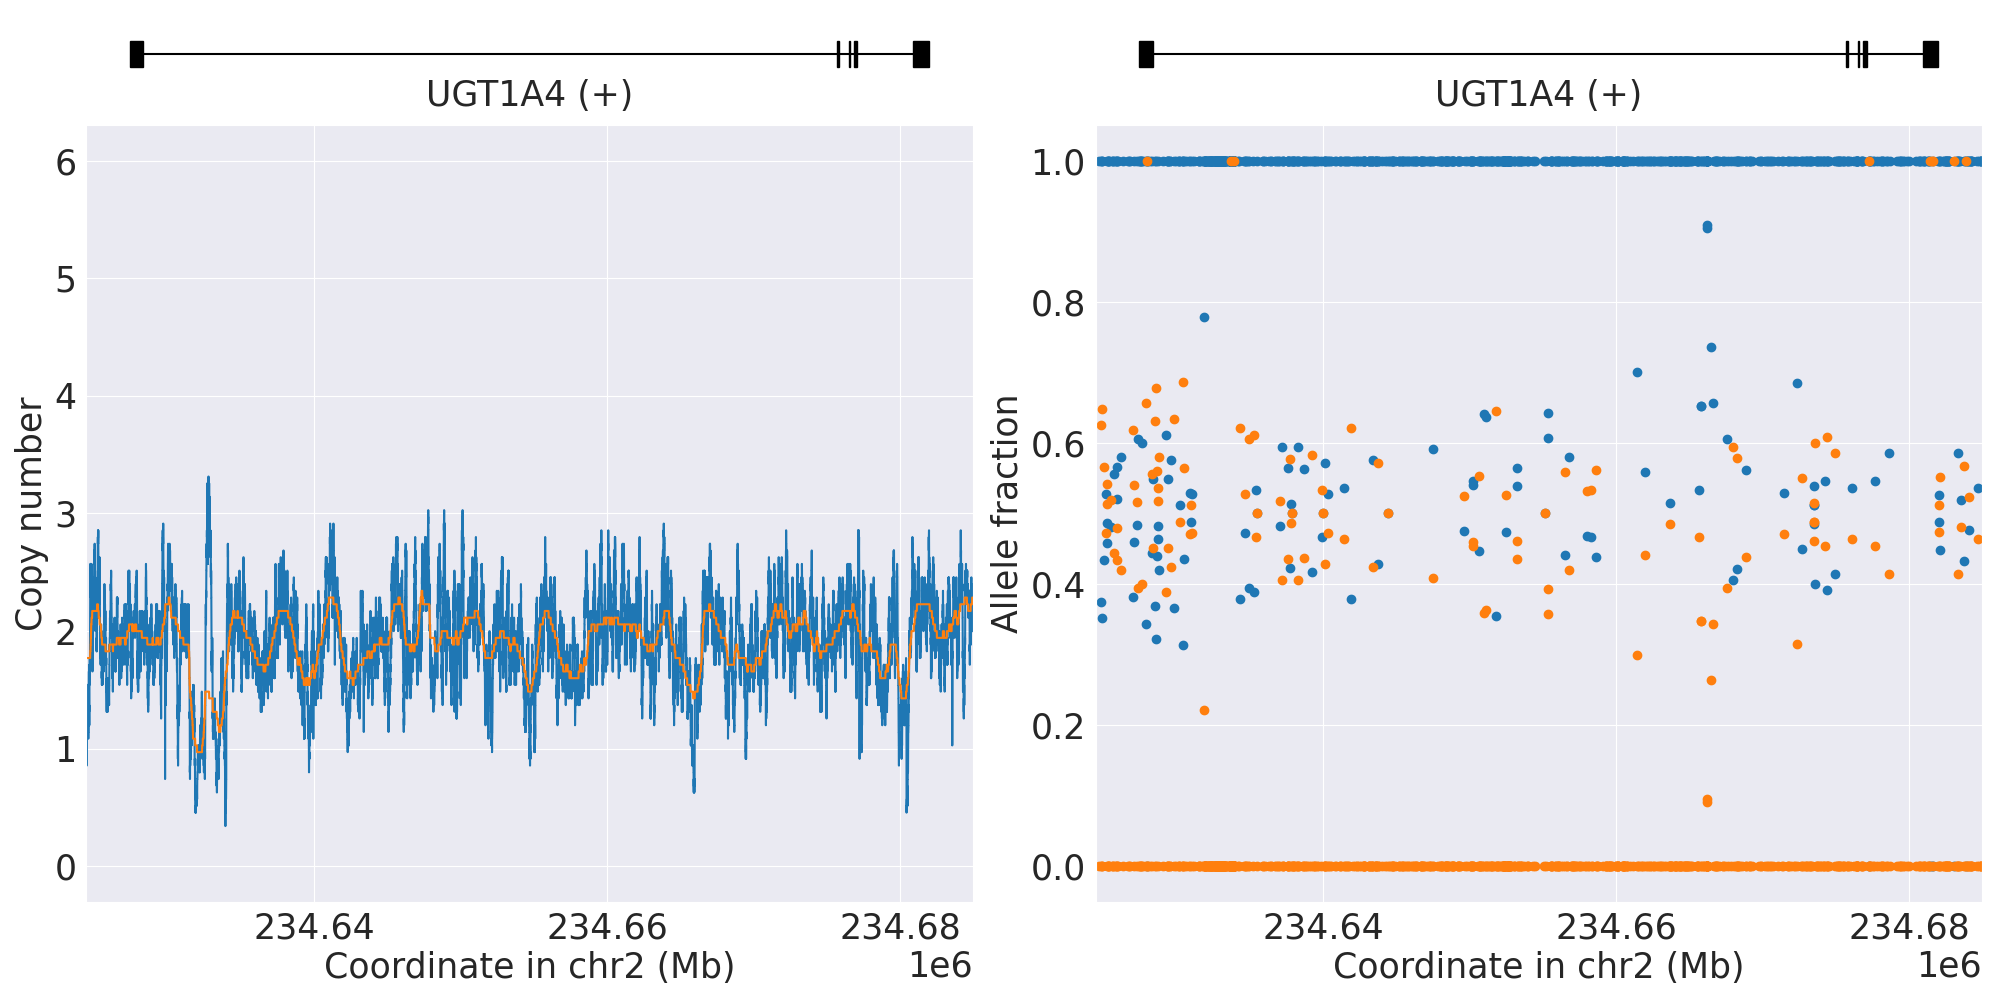 UGT1A4 (+)
6
5
4
3
2
1
0
Copy number
234.64
234.66
234.68
Coordinate in chr2 (Mb)
1e6
UGT1A4 (+)
1.0
0.8
0.6
0.4
0.2
0.0
Allele fraction
234.64
234.66
234.68
Coordinate in chr2 (Mb)
1e6